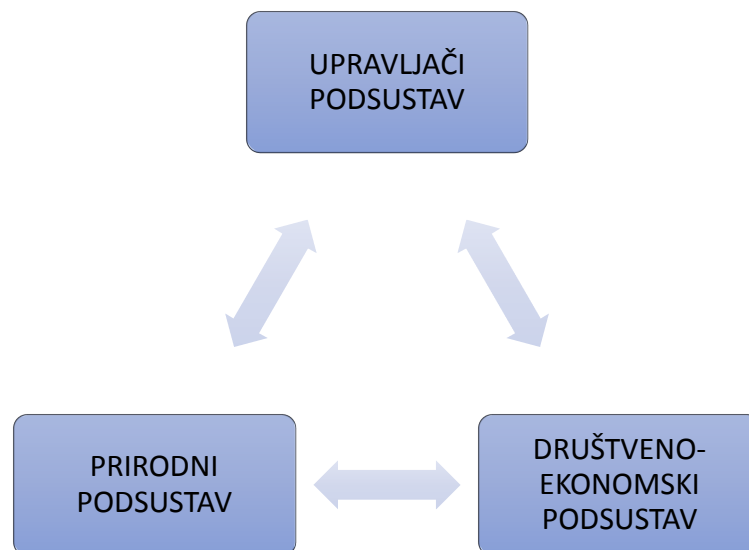 UPRAVLJAČI
PODSUSTAV
PRIRODNI
PODSUSTAV
DRUŠTVENO-
EKONOMSKI
PODSUSTAV